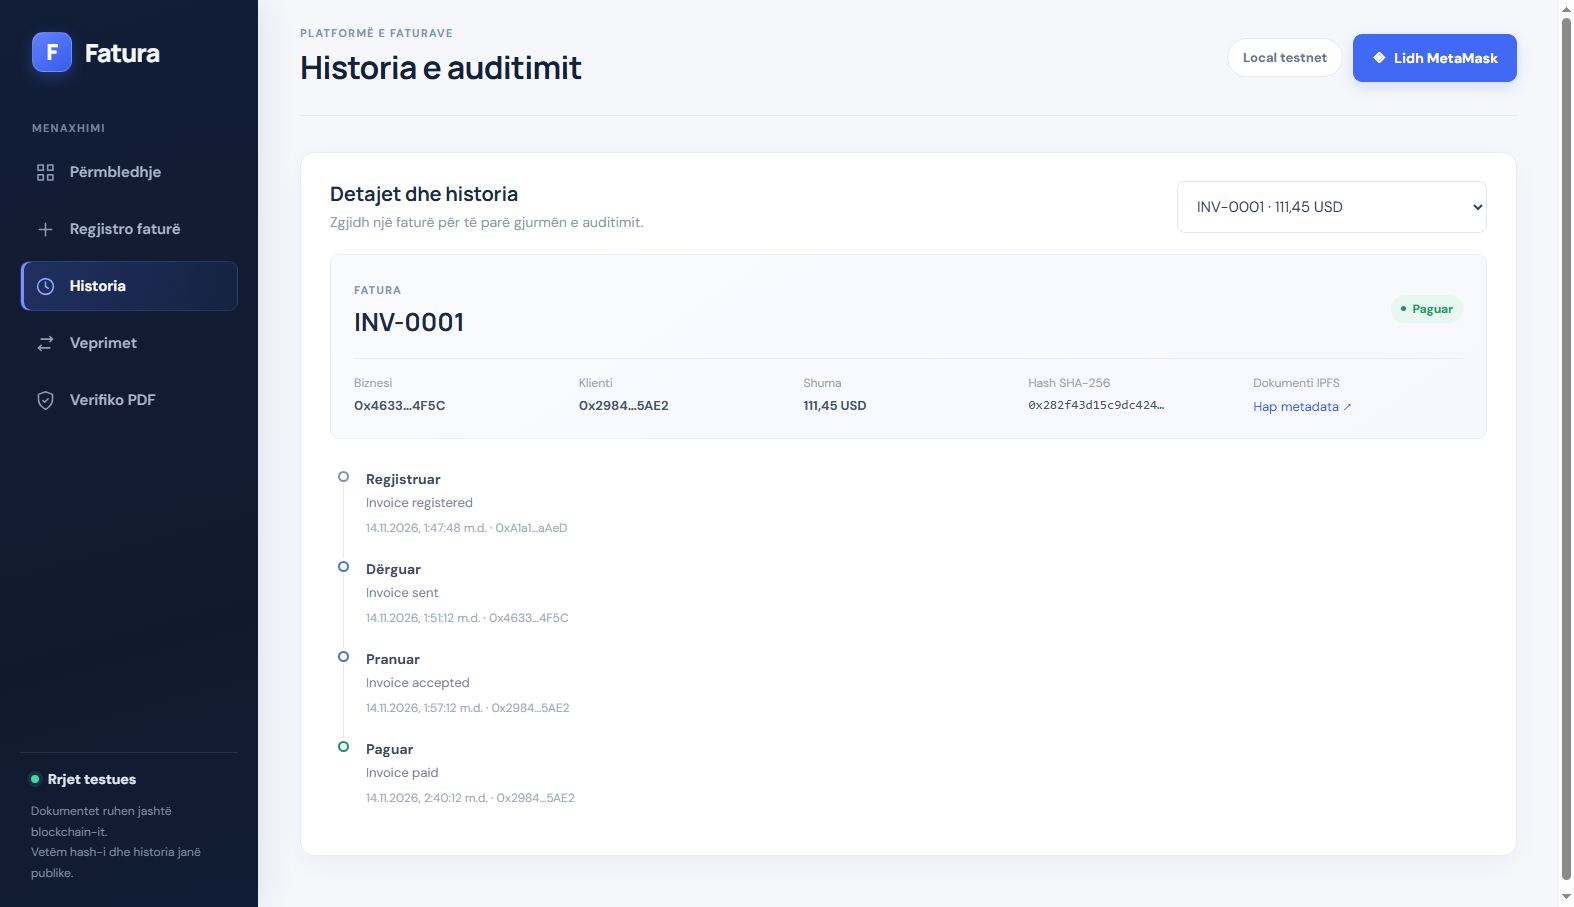 F Fatura
MENAXHIMI
Përmbledhje
Regjistro faturë
Historia
Veprimet
Verifiko PDF
Rrjet testues
Dokumentet ruhen jashtë
blockchain-it.
Vetëm hash-i dhe historia janë
publike.
PLATFORMË E FATURAVE
Historia e auditimit
Local testnet
Lidh MetaMask
Detajet dhe historia
Zgjidh një faturë për të parë gjurmën e auditimit.
INV-0001 · 111,45 USD
FATURA
INV-0001
Paguar
Biznesi
0x4633…4F5C
Klienti
0x2984…5AE2
Shuma
111,45 USD
Hash SHA-256
0x282f43d15c9dc424…
Dokumenti IPFS
Hap metadata ↗
Regjistruar
Invoice registered
14.11.2026, 1:47:48 m.d. · 0xA1a1…aAeD
Dërguar
Invoice sent
14.11.2026, 1:51:12 m.d. · 0x4633…4F5C
Pranuar
Invoice accepted
14.11.2026, 1:57:12 m.d. · 0x2984…5AE2
Paguar
Invoice paid
14.11.2026, 2:40:12 m.d. · 0x2984…5AE2